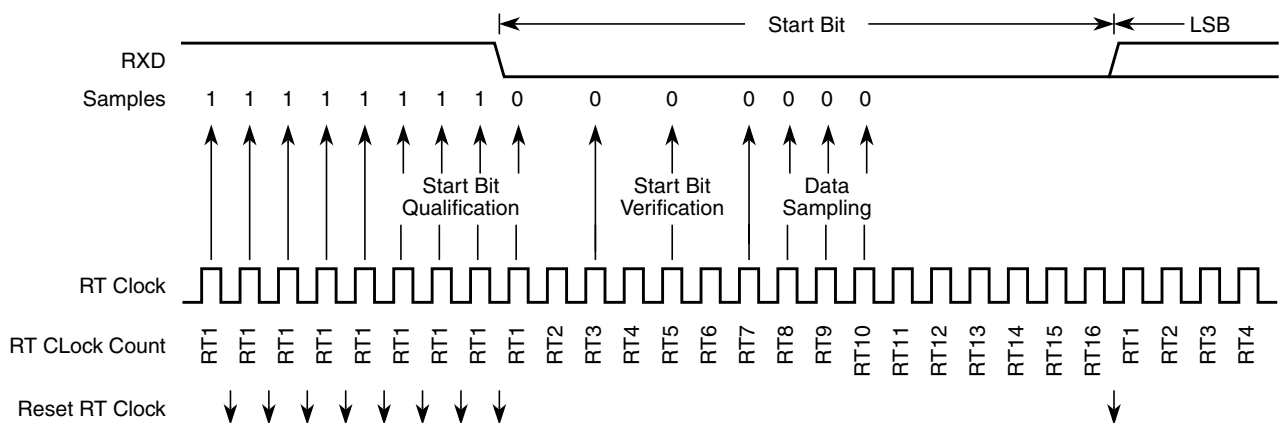 Start Bit LSB
RXD
Samples 1 1 1 1 1 1 1 1 0 0 0 0 0 0 0
Start Bit Qualification Start Bit Verification Data Sampling
RT Clock
RT CLock Count RT1 RT1 RT1 RT1 RT1 RT1 RT1 RT1 RT1 RT2 RT3 RT4 RT5 RT6 RT7 RT8 RT9 RT10 RT11 RT12 RT13 RT14 RT15 RT16 RT1 RT2 RT3 RT4
Reset RT Clock